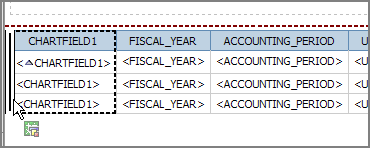 CHARTFIELD1 FISCAL_YEAR ACCOUNTING_PERIOD U
<CHARTFIELD1> <FISCAL_YEAR> <ACCOUNTING_PERIOD> <U
<CHARTFIELD1> <FISCAL_YEAR> <ACCOUNTING_PERIOD> <U
<CHARTFIELD1> <FISCAL_YEAR> <ACCOUNTING_PERIOD> <U